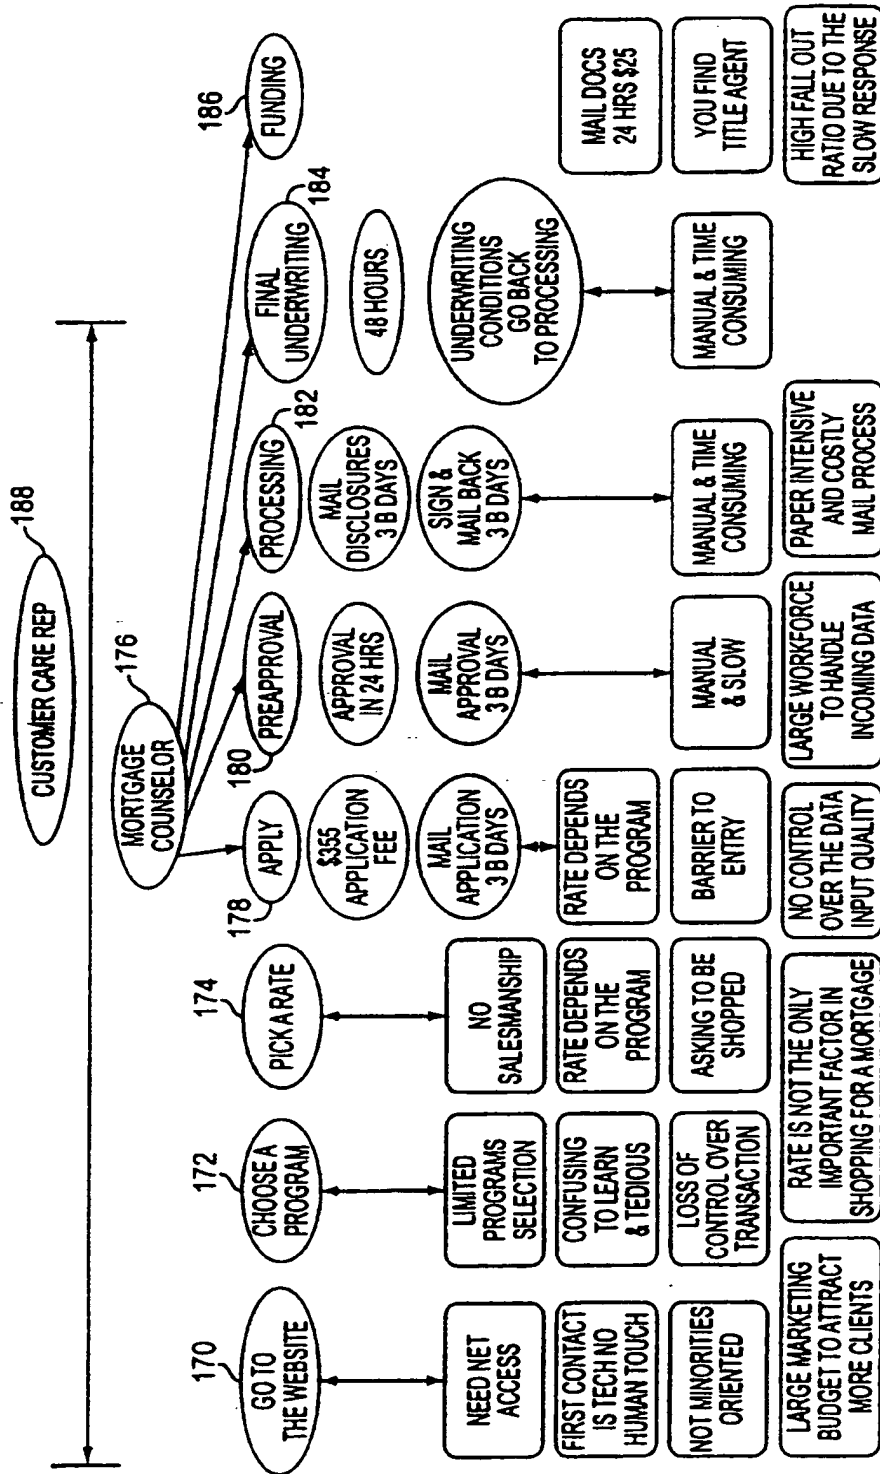 188
CUSTOMER CARE REP
176
MORTGAGE
COUNSELOR
170
GO TO
THE WEBSITE
172
CHOOSE A
PROGRAM
174
PICK A RATE
178
APPLY
180
PREAPPROVAL
182
PROCESSING
184
FINAL
UNDERWRITING
186
FUNDING
$355
APPLICATION
FEE
APPROVAL
IN 24 HRS
MAIL
DISCLOSURES
3 B DAYS
48 HOURS
NEED NET
ACCESS
LIMITED
PROGRAMS
SELECTION
NO
SALESMANSHIP
MAIL
APPLICATION
3 B DAYS
MAIL
APPROVAL
3 B DAYS
SIGN &
MAIL BACK
3 B DAYS
UNDERWRITING
CONDITIONS
GO BACK
TO PROCESSING
FIRST CONTACT
IS TECH NO
HUMAN TOUCH
CONFUSING
TO LEARN
& TEDIOUS
RATE DEPENDS
ON THE
PROGRAM
RATE DEPENDS
ON THE
PROGRAM
MAIL DOCS
24 HRS $25
NOT MINORITIES
ORIENTED
LOSS OF
CONTROL OVER
TRANSACTION
ASKING TO BE
SHOPPED
BARRIER TO
ENTRY
MANUAL
& SLOW
MANUAL & TIME
CONSUMING
MANUAL & TIME
CONSUMING
YOU FIND
TITLE AGENT
LARGE MARKETING
BUDGET TO ATTRACT
MORE CLIENTS
RATE IS NOT THE ONLY
IMPORTANT FACTOR IN
SHOPPING FOR A MORTGAGE
NO CONTROL
OVER THE DATA
INPUT QUALITY
LARGE WORKFORCE
TO HANDLE
INCOMING DATA
PAPER INTENSIVE
AND COSTLY
MAIL PROCESS
HIGH FALL OUT
RATIO DUE TO THE
SLOW RESPONSE